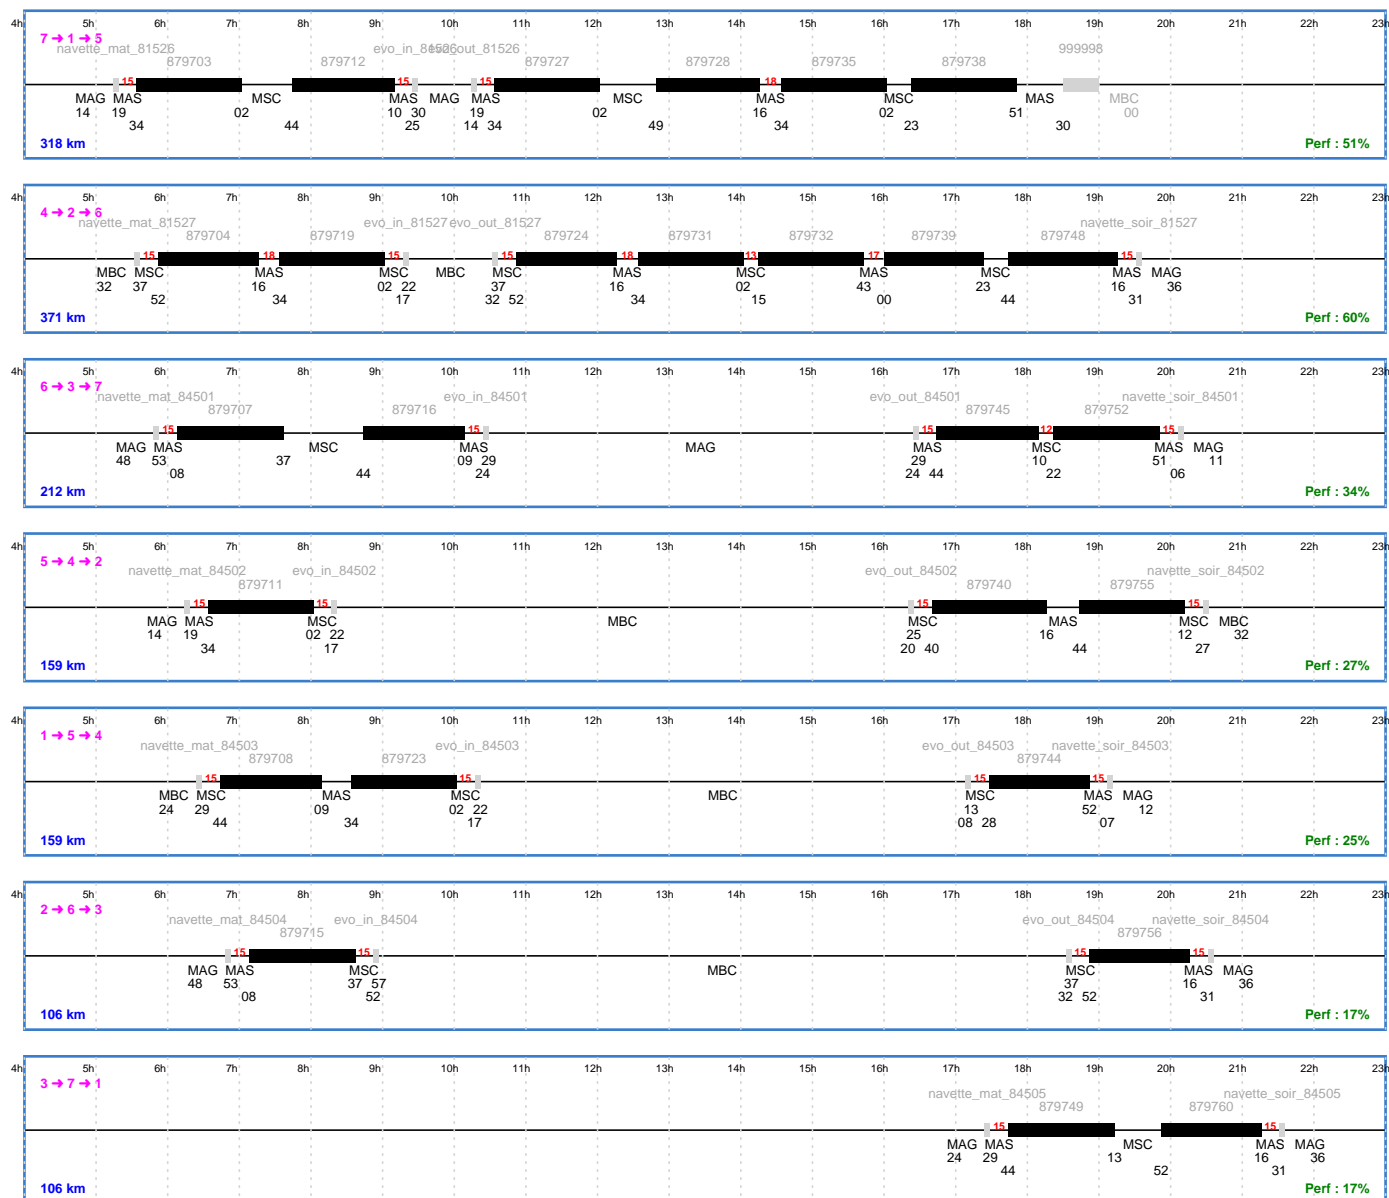 4h 5h 6h 7h 8h 9h 10h 11h 12h 13h 14h 15h 16h 17h 18h 19h 20h 21h 22h 23h
7 → 1 → 5
navette_mat_81526 evo_in_81526 evo_out_81526 999998
879703 879712 879727 879728 879735 879738
15 15 15 18
MAG MAS MSC MAS MAG MAS MSC MAS MSC MAS MBC
14 19 02 10 30 19 02 16 02 51 00
34 44 25 14 34 49 34 23 30
318 km Perf : 51%
4h 5h 6h 7h 8h 9h 10h 11h 12h 13h 14h 15h 16h 17h 18h 19h 20h 21h 22h 23h
4 → 2 → 6
navette_mat_81527 evo_in_81527 evo_out_81527 navette_soir_81527
879704 879719 879724 879731 879732 879739 879748
15 18 15 15 18 13 17 15
MBC MSC MAS MSC MBC MSC MAS MSC MAS MSC MAS MAG
32 37 16 02 22 37 16 02 43 23 16 36
52 34 17 32 52 34 15 00 44 31
371 km Perf : 60%
4h 5h 6h 7h 8h 9h 10h 11h 12h 13h 14h 15h 16h 17h 18h 19h 20h 21h 22h 23h
6 → 3 → 7
navette_mat_84501 evo_in_84501 evo_out_84501 navette_soir_84501
879707 879716 879745 879752
15 15 15 12 15
MAG MAS MSC MAS MAG MAS MSC MAS MAG
48 53 37 09 29 29 10 51 11
08 44 24 24 44 22 06
212 km Perf : 34%
4h 5h 6h 7h 8h 9h 10h 11h 12h 13h 14h 15h 16h 17h 18h 19h 20h 21h 22h 23h
5 → 4 → 2
navette_mat_84502 evo_in_84502 evo_out_84502 navette_soir_84502
879711 879740 879755
15 15 15 15
MAG MAS MSC MBC MSC MAS MSC MBC
14 19 02 22 25 16 12 32
34 17 20 40 44 27
159 km Perf : 27%
4h 5h 6h 7h 8h 9h 10h 11h 12h 13h 14h 15h 16h 17h 18h 19h 20h 21h 22h 23h
1 → 5 → 4
navette_mat_84503 evo_in_84503 evo_out_84503 navette_soir_84503
879708 879723 879744
15 15 15 15
MBC MSC MAS MSC MBC MSC MAS MAG
24 29 09 02 22 13 52 12
44 34 17 08 28 07
159 km Perf : 25%
4h 5h 6h 7h 8h 9h 10h 11h 12h 13h 14h 15h 16h 17h 18h 19h 20h 21h 22h 23h
2 → 6 → 3
navette_mat_84504 evo_in_84504 evo_out_84504 navette_soir_84504
879715 879756
15 15 15 15
MAG MAS MSC MBC MSC MAS MAG
48 53 37 57 37 16 36
08 52 32 52 31
106 km Perf : 17%
4h 5h 6h 7h 8h 9h 10h 11h 12h 13h 14h 15h 16h 17h 18h 19h 20h 21h 22h 23h
3 → 7 → 1
navette_mat_84505 navette_soir_84505
879749 879760
15 15
MAG MAS MSC MAS MAG
24 29 13 16 36
44 52 31
106 km Perf : 17%